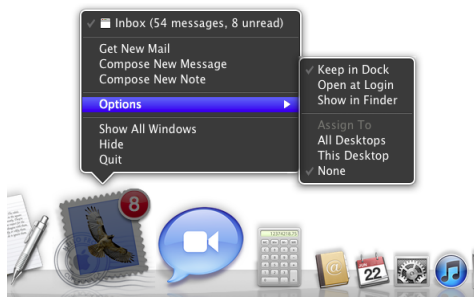 ✓ Inbox (54 messages, 8 unread)
Get New Mail
Compose New Message
Compose New Note
Options
Show All Windows
Hide
Quit
✓ Keep in Dock
Open at Login
Show in Finder
Assign To
All Desktops
This Desktop
✓ None
8
12374218.75
@
22